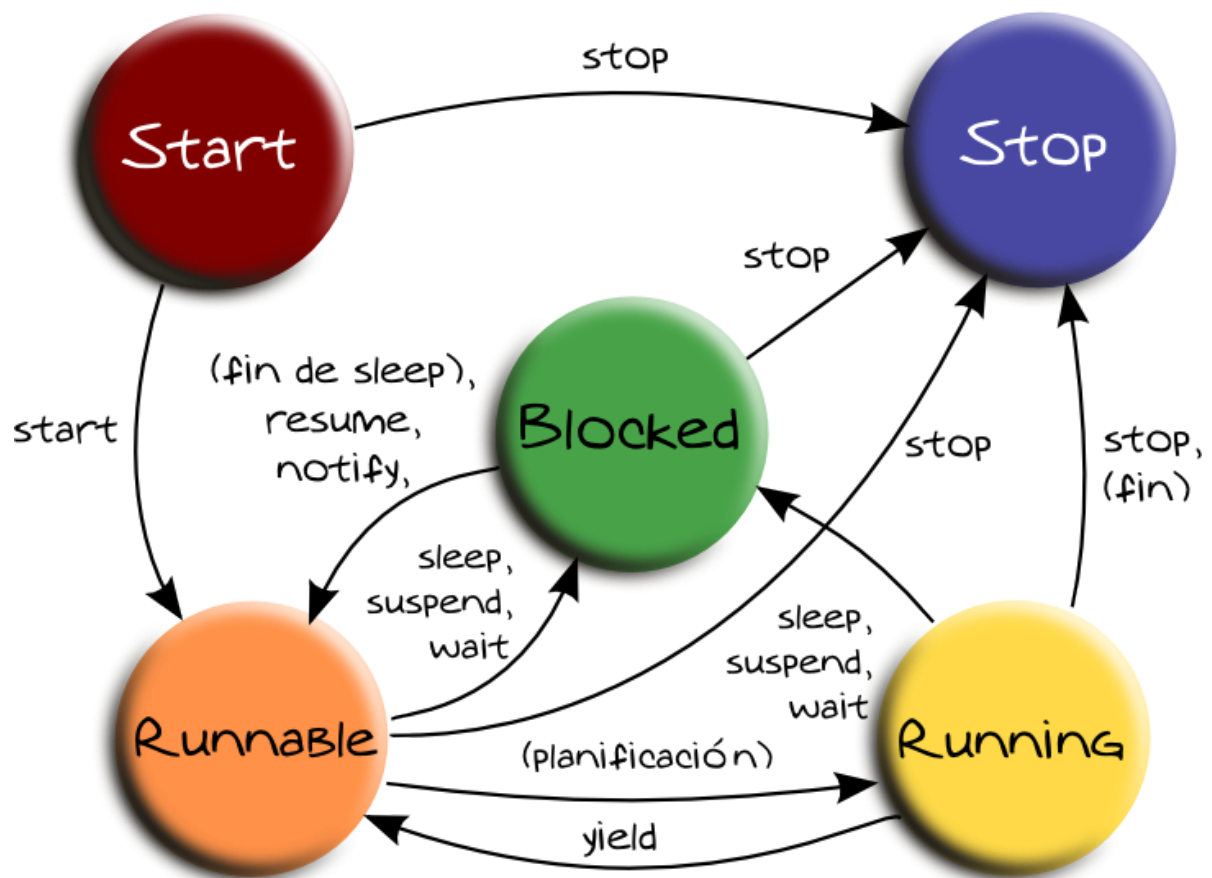 stop
Start
Stop
stop
(fin de sleep),
resume,
notify,
start
Blocked
stop
stop,
(fin)
sleep,
suspend,
wait
sleep,
suspend,
wait
Runnable
(planificación)
Running
yield